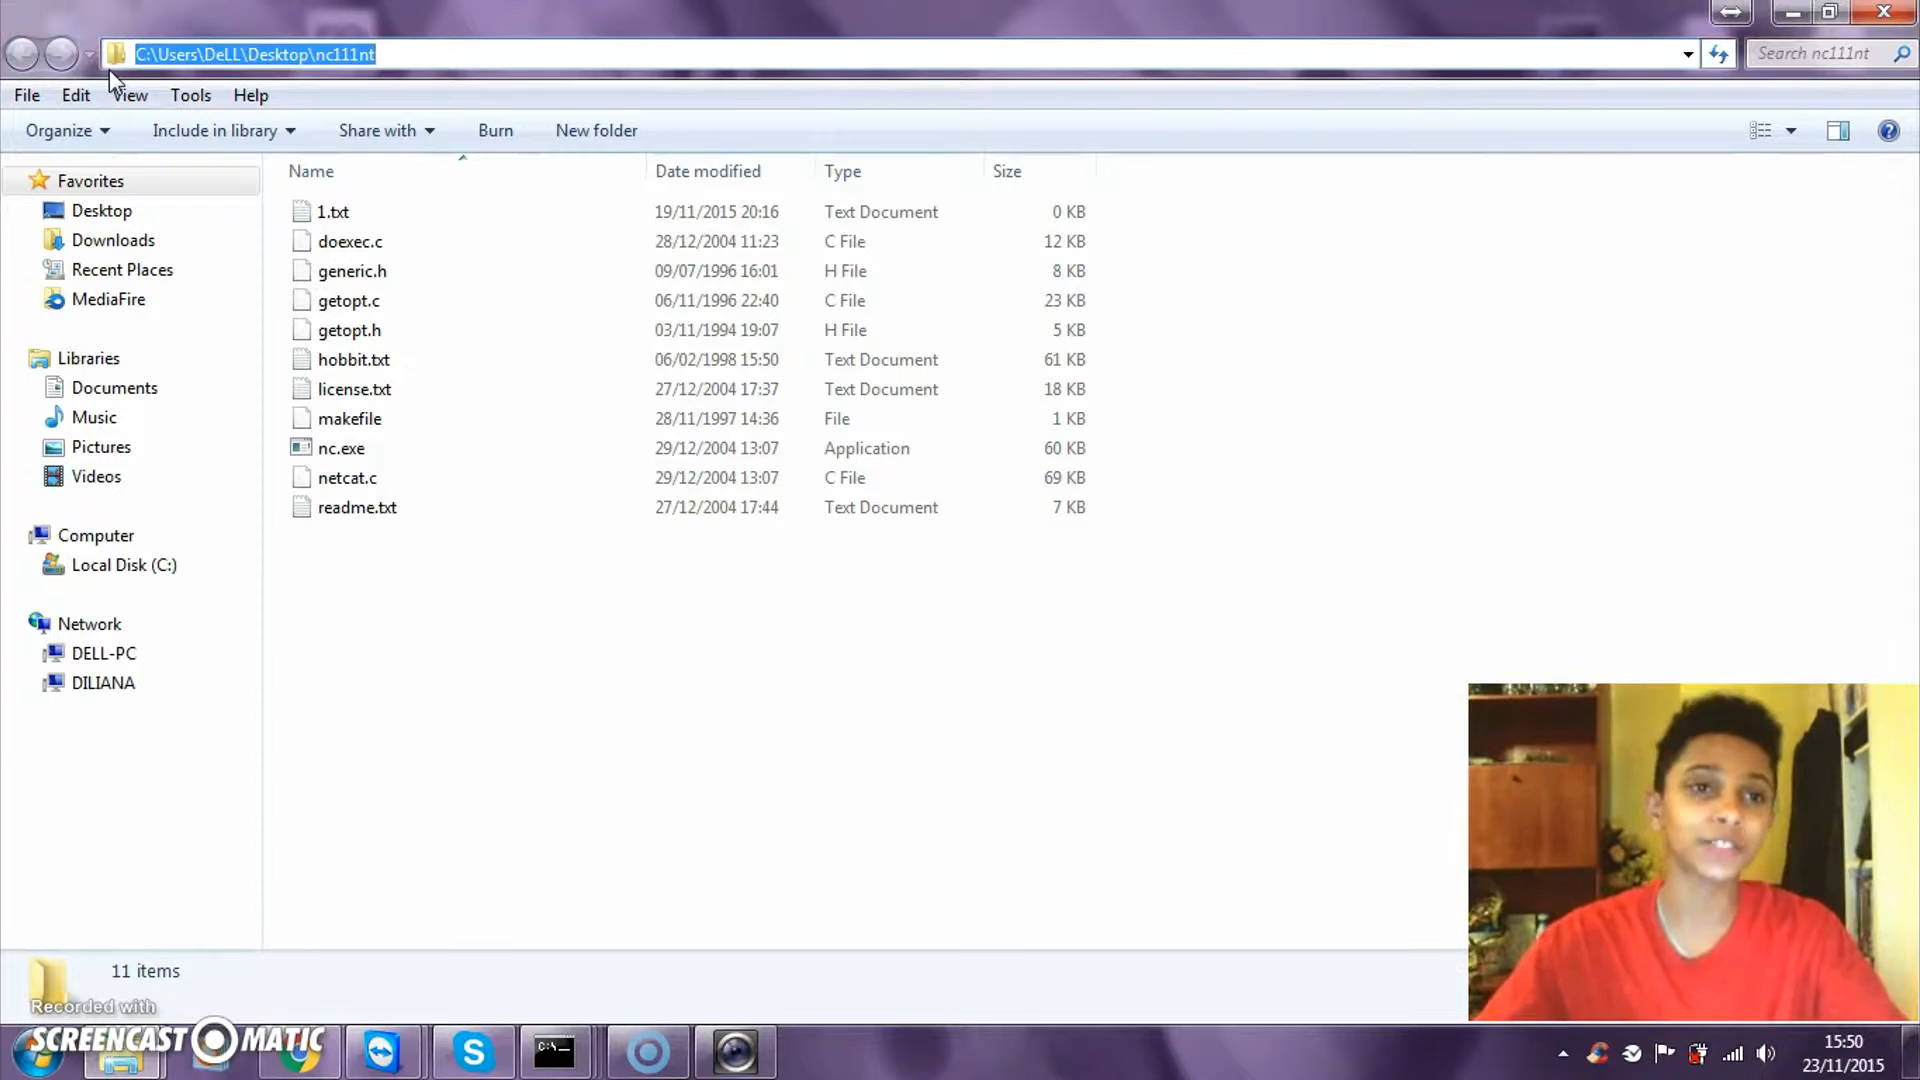 C:\Users\DeLL\Desktop\nc111nt
Search nc111nt
File Edit View Tools Help
Organize Include in library Share with Burn New folder
Name Date modified Type Size
Favorites
Desktop
Downloads
Recent Places
MediaFire
Libraries
Documents
Music
Pictures
Videos
Computer
Local Disk (C:)
Network
DELL-PC
DILIANA
1.txt 19/11/2015 20:16 Text Document 0 KB
doexec.c 28/12/2004 11:23 C File 12 KB
generic.h 09/07/1996 16:01 H File 8 KB
getopt.c 06/11/1996 22:40 C File 23 KB
getopt.h 03/11/1994 19:07 H File 5 KB
hobbit.txt 06/02/1998 15:50 Text Document 61 KB
license.txt 27/12/2004 17:37 Text Document 18 KB
makefile 28/11/1997 14:36 File 1 KB
nc.exe 29/12/2004 13:07 Application 60 KB
netcat.c 29/12/2004 13:07 C File 69 KB
readme.txt 27/12/2004 17:44 Text Document 7 KB
11 items
Recorded with
SCREENCAST MATIC
C:\
S
15:50
23/11/2015